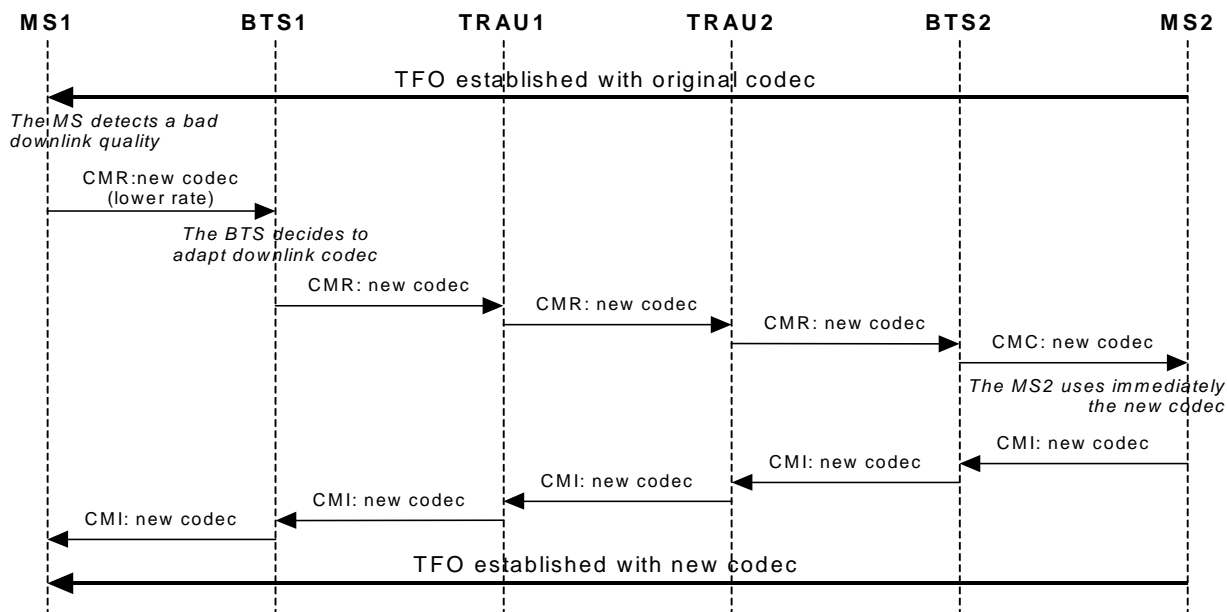 MS1 BTS1 TRAU1 TRAU2 BTS2 MS2
TFO established with original codec
The MS detects a bad
downlink quality
CMR:new codec
(lower rate)
The BTS decides to
adapt downlink codec
CMR: new codec
CMR: new codec
CMR: new codec
CMC: new codec
The MS2 uses immediately
the new codec
CMI: new codec
CMI: new codec
CMI: new codec
CMI: new codec
CMI: new codec
TFO established with new codec